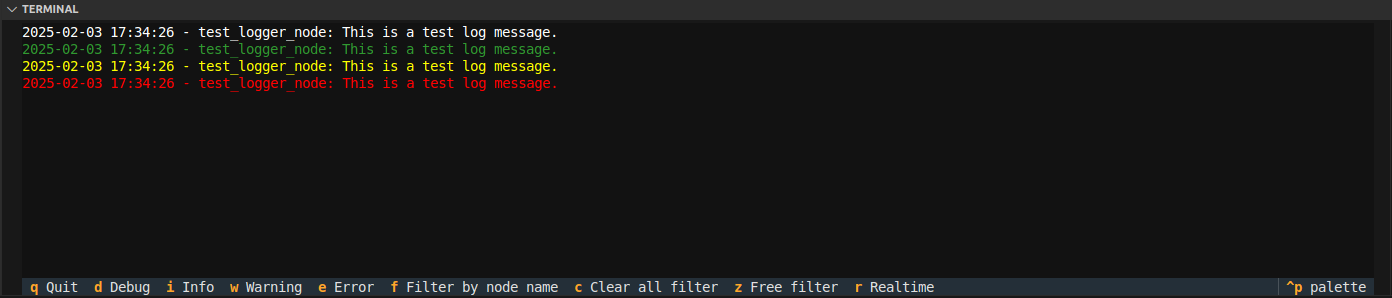 TERMINAL
2025-02-03 17:34:26 - test_logger_node: This is a test log message.
2025-02-03 17:34:26 - test_logger_node: This is a test log message.
2025-02-03 17:34:26 - test_logger_node: This is a test log message.
2025-02-03 17:34:26 - test_logger_node: This is a test log message.
q Quit d Debug i Info w Warning e Error f Filter by node name c Clear all filter z Free filter r Realtime ^p palette